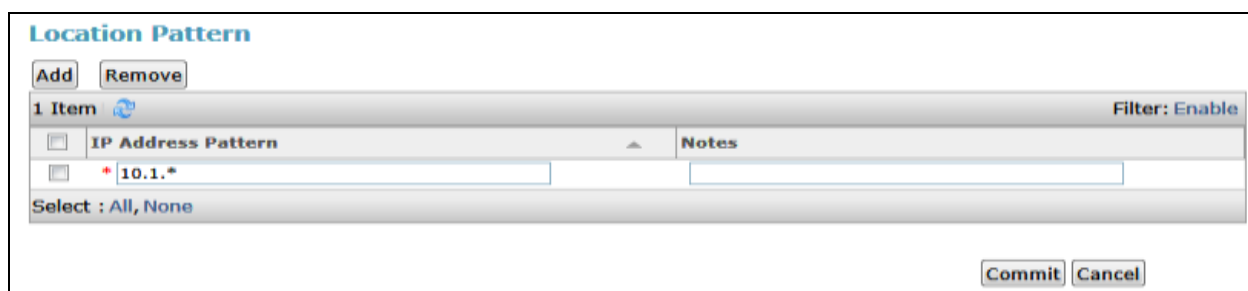 Location Pattern
Add Remove
1 Item Filter: Enable
IP Address Pattern Notes
* 10.1.*
Select : All, None
Commit Cancel